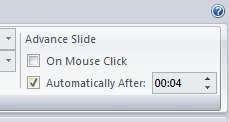 Advance Slide
On Mouse Click
Automatically After: 00:04